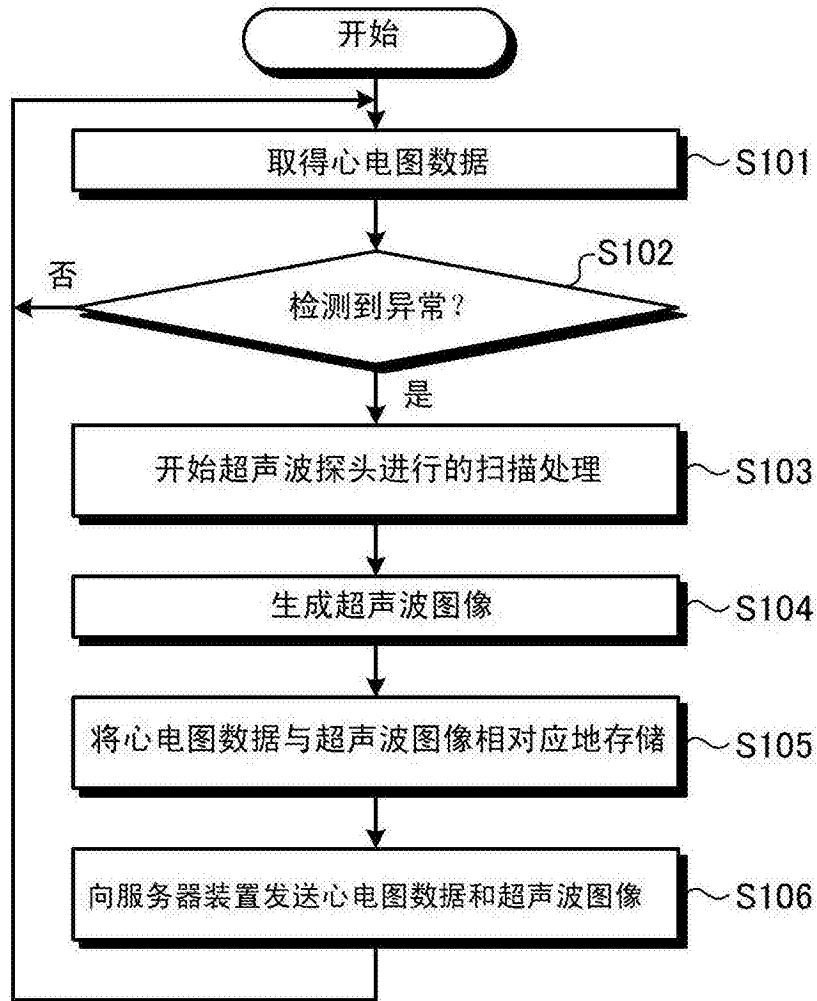 开始
取得心电图数据
S101
S102
否
检测到异常？
是
开始超声波探头进行的扫描处理
S103
生成超声波图像
S104
将心电图数据与超声波图像相对应地存储
S105
向服务器装置发送心电图数据和超声波图像
S106